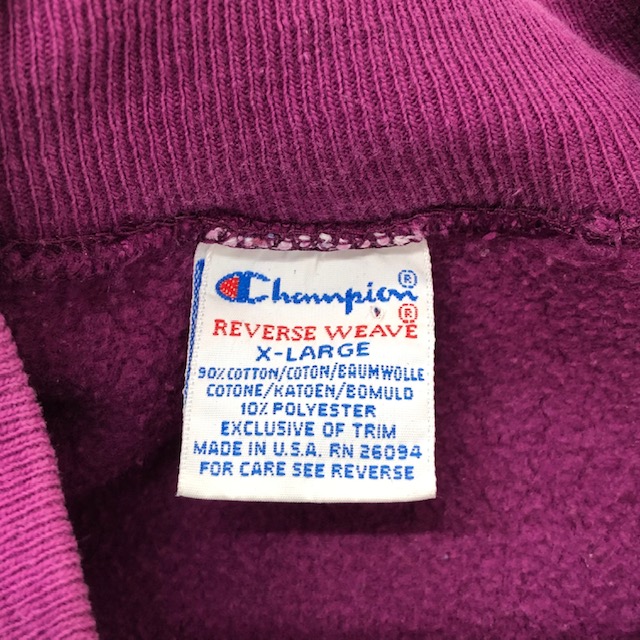 Champion®
REVERSE WEAVE®
X-LARGE
90% COTTON/COTON/BAUMWOLLE
COTONE/KATOEN/BOMULD
10% POLYESTER
EXCLUSIVE OF TRIM
MADE IN U.S.A. RN 26094
FOR CARE SEE REVERSE